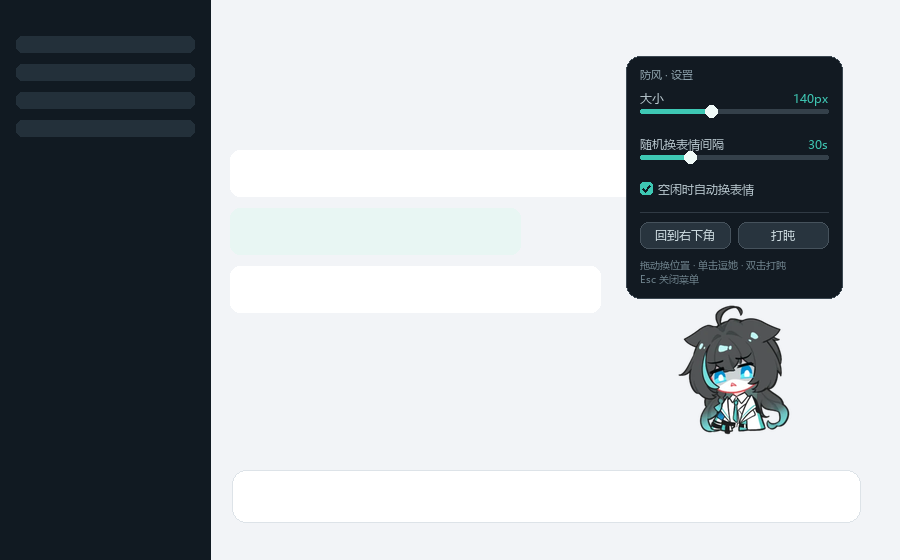 防风 · 设置
大小 140px
随机换表情间隔 30s
空闲时自动换表情
回到右下角 打盹
拖动换位置 · 单击逗她 · 双击打盹
Esc 关闭菜单